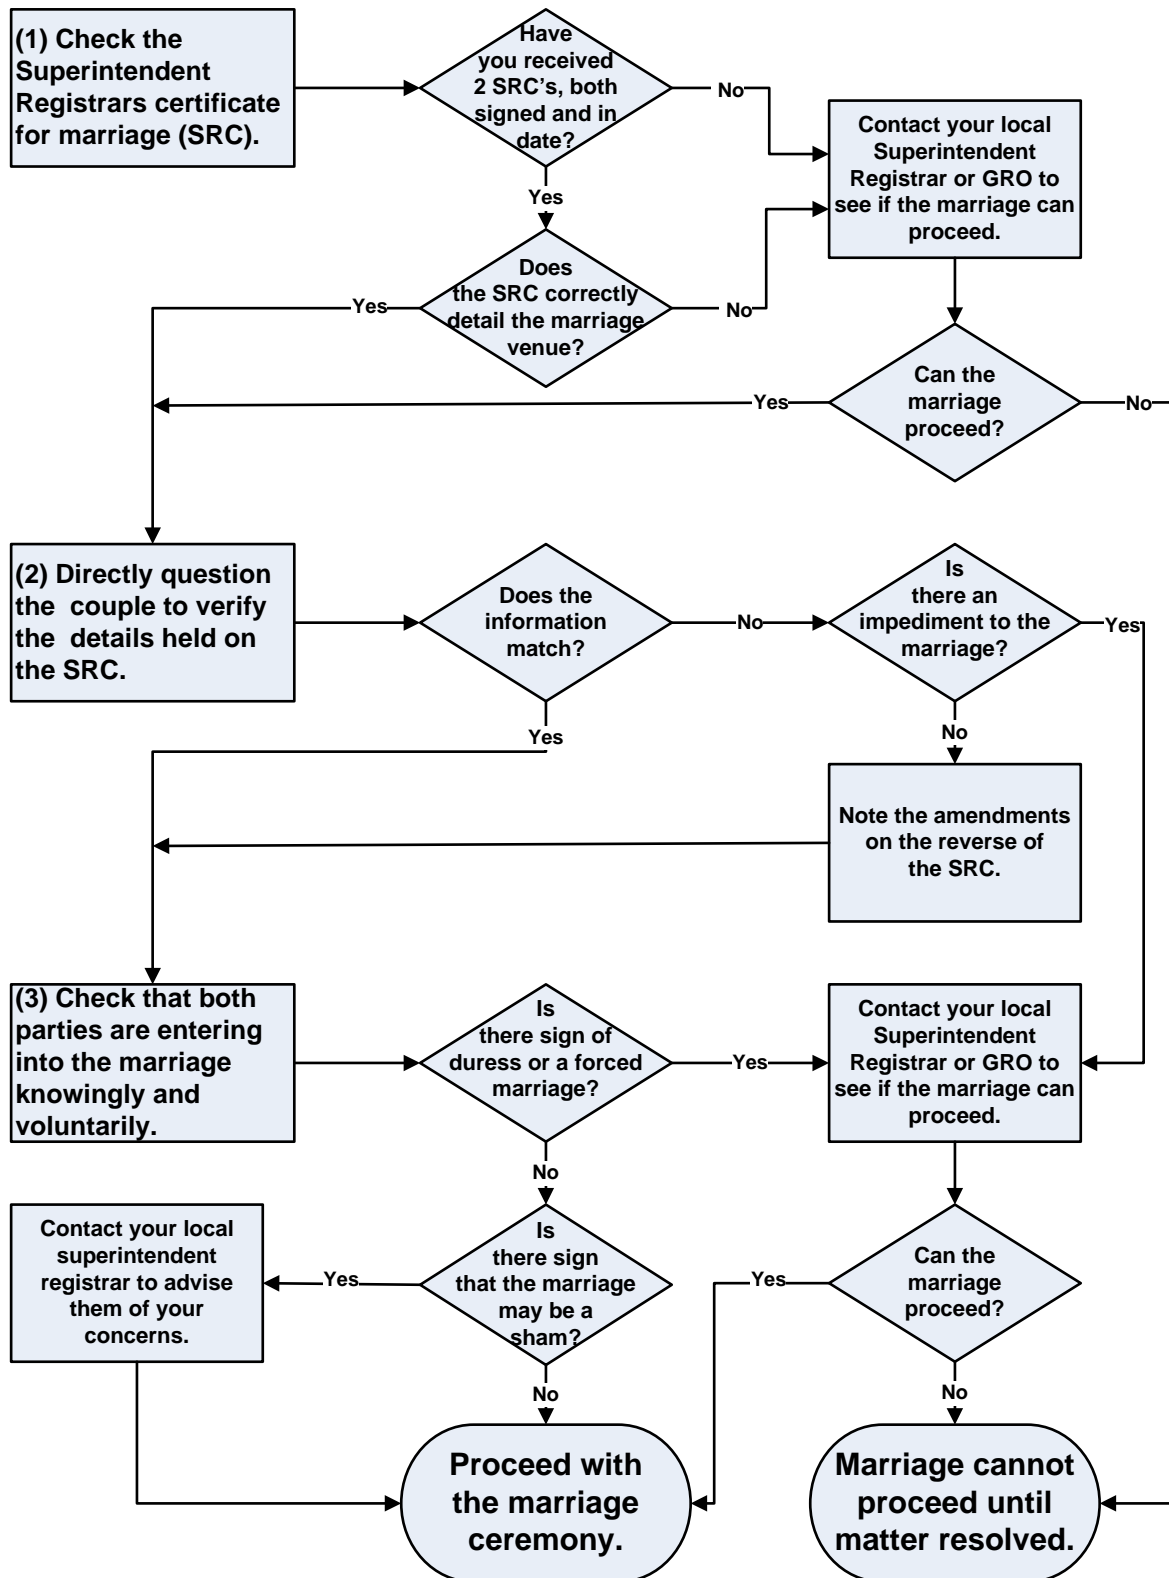 (1) Check the
Superintendent
Registrars certificate
for marriage (SRC).
Have
you received
2 SRC's, both
signed and in
date?
No
Contact your local
Superintendent
Registrar or GRO to
see if the marriage can
proceed.
Yes
Does
the SRC correctly
detail the marriage
venue?
Yes
No
Can the
marriage
proceed?
Yes
No
(2) Directly question
the couple to verify
the details held on
the SRC.
Does the
information
match?
No
Is
there an
impediment to the
marriage?
Yes
Yes
No
Note the amendments
on the reverse of
the SRC.
(3) Check that both
parties are entering
into the marriage
knowingly and
voluntarily.
Is
there sign of
duress or a forced
marriage?
Yes
Contact your local
Superintendent
Registrar or GRO to
see if the marriage can
proceed.
No
Contact your local
superintendent
registrar to advise
them of your
concerns.
Yes
Is
there sign
that the marriage
may be a
sham?
Yes
Can the
marriage
proceed?
No
No
Proceed with
the marriage
ceremony.
Marriage cannot
proceed until
matter resolved.